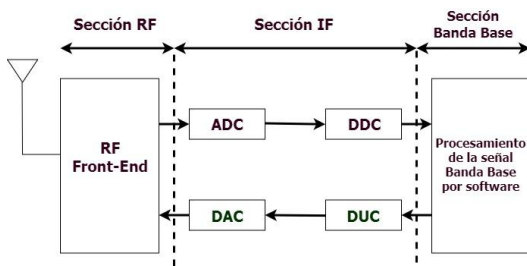 Sección RF
Sección IF
Sección
Banda Base
RF
Front-End
ADC
DDC
DAC
DUC
Procesamiento
de la señal
Banda Base
por software